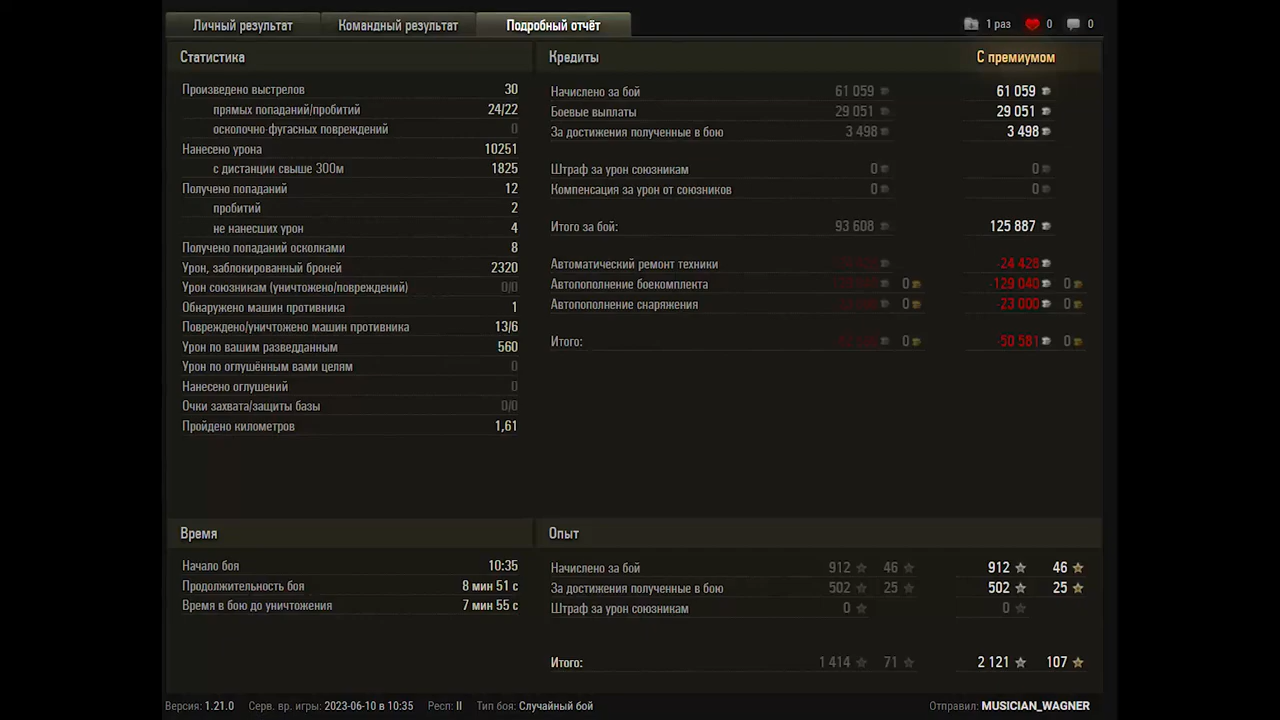 Личный результат Командный результат Подробный отчёт 1 раз 0 0
Статистика
Произведено выстрелов 30
прямых попаданий/пробитий 24/22
осколочно-фугасных повреждений 0
Нанесено урона 10251
с дистанции свыше 300м 1825
Получено попаданий 12
пробитий 2
не нанесших урон 4
Получено попаданий осколками 8
Урон, заблокированный броней 2320
Урон союзникам (уничтожено/повреждений) 0/0
Обнаружено машин противника 1
Повреждено/уничтожено машин противника 13/6
Урон по вашим разведданным 560
Урон по оглушённым вами целям 0
Нанесено оглушений 0
Очки захвата/защиты базы 0/0
Пройдено километров 1,61
Кредиты С премиумом
Начислено за бой 61 059 61 059
Боевые выплаты 29 051 29 051
За достижения полученные в бою 3 498 3 498
Штраф за урон союзникам 0 0
Компенсация за урон от союзников 0 0
Итого за бой: 93 608 125 887
Автоматический ремонт техники -24 428
Автопополнение боекомплекта 0 -129 040 0
Автопополнение снаряжения 0 -23 000 0
Итого: 0 -50 581 0
Время
Начало боя 10:35
Продолжительность боя 8 мин 51 с
Время в бою до уничтожения 7 мин 55 с
Опыт
Начислено за бой 912 46 912 46
За достижения полученные в бою 502 25 502 25
Штраф за урон союзникам 0 0
Итого: 1 414 71 2 121 107
Версия: 1.21.0 Серв. вр. игры: 2023-06-10 в 10:35 Респ: II Тип боя: Случайный бой Отправил: MUSICIAN_WAGNER